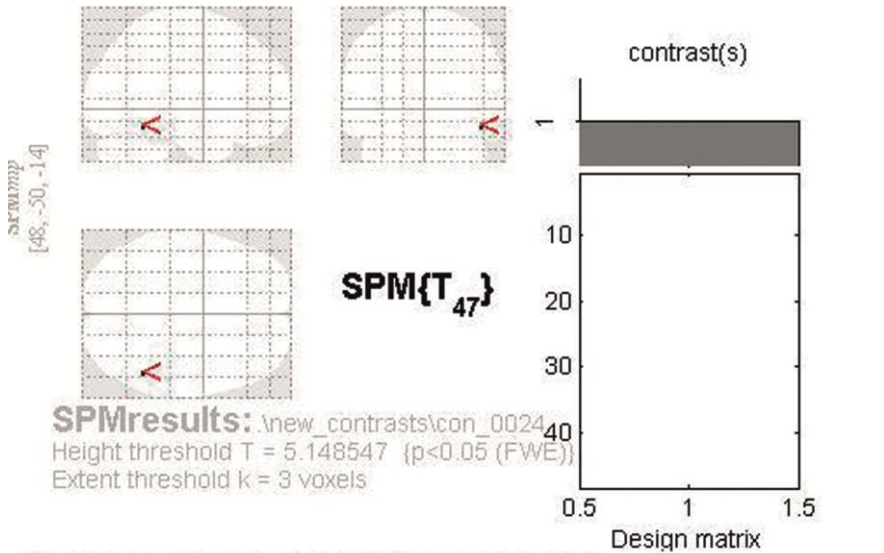 contrast(s)
1
SPMmip
[48, -50, -14]
10
20
30
40
SPM{T47}
0.5 1 1.5
Design matrix
SPMresults: .\new_contrasts\con_0024
Height threshold T = 5.148547 {p<0.05 (FWE)}
Extent threshold k = 3 voxels